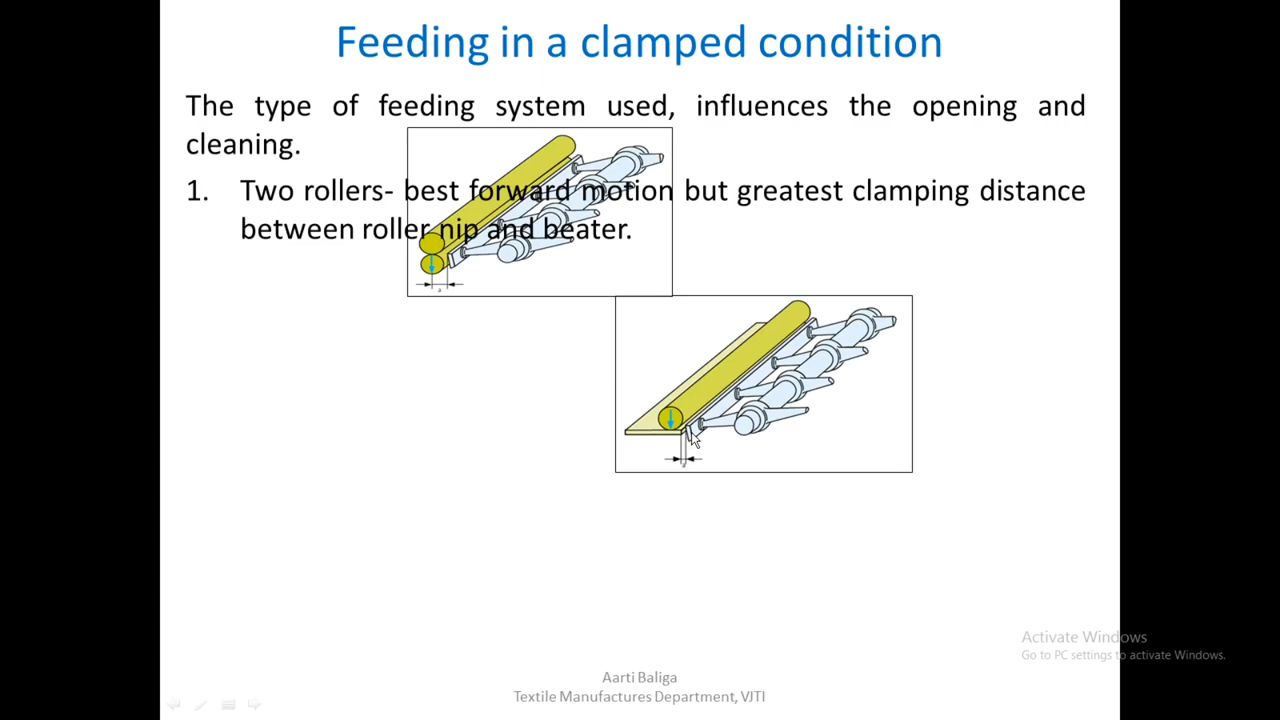 Feeding in a clamped condition
The type of feeding system used, influences the opening and
cleaning.
1. Two rollers- best forward motion but greatest clamping distance
between roller nip and beater.
Activate Windows
Go to PC settings to activate Windows.
Aarti Baliga
Textile Manufactures Department, VJTI